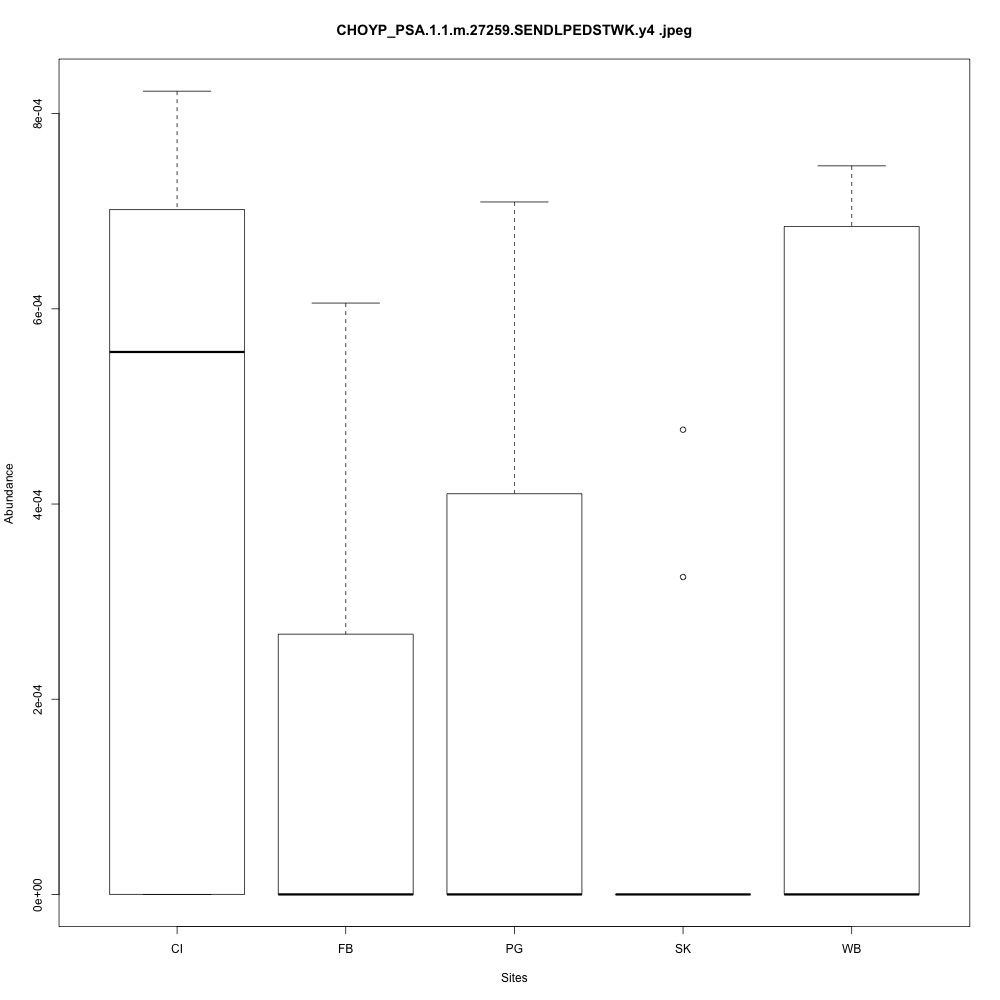 CHOYP_PSA.1.1.m.27259.SENDLPEDSTWK.y4 .jpeg
8e-04
6e-04
4e-04
2e-04
0e+00
Abundance
CI FB PG SK WB
Sites